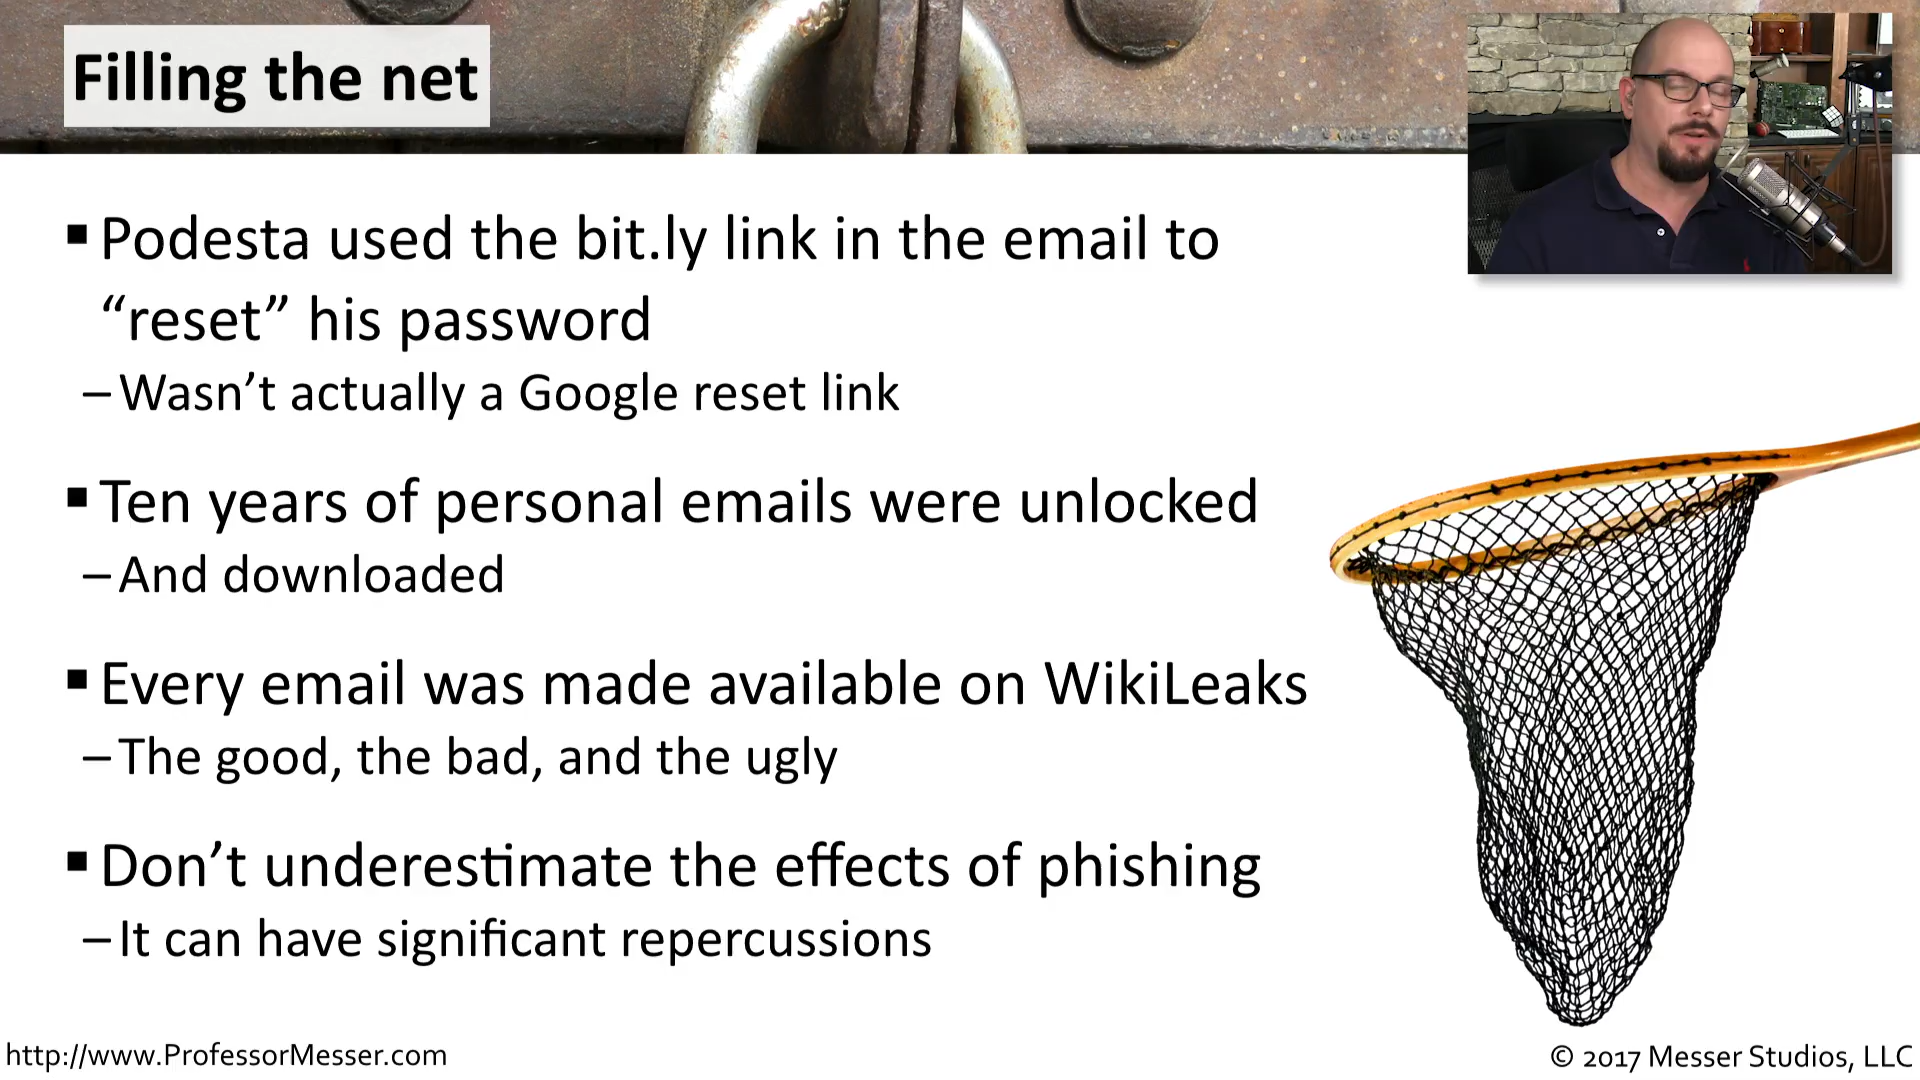 Filling the net
▪ Podesta used the bit.ly link in the email to
“reset” his password
– Wasn’t actually a Google reset link
▪ Ten years of personal emails were unlocked
– And downloaded
▪ Every email was made available on WikiLeaks
– The good, the bad, and the ugly
▪ Don’t underestimate the effects of phishing
– It can have significant repercussions
http://www.ProfessorMesser.com
© 2017 Messer Studios, LLC